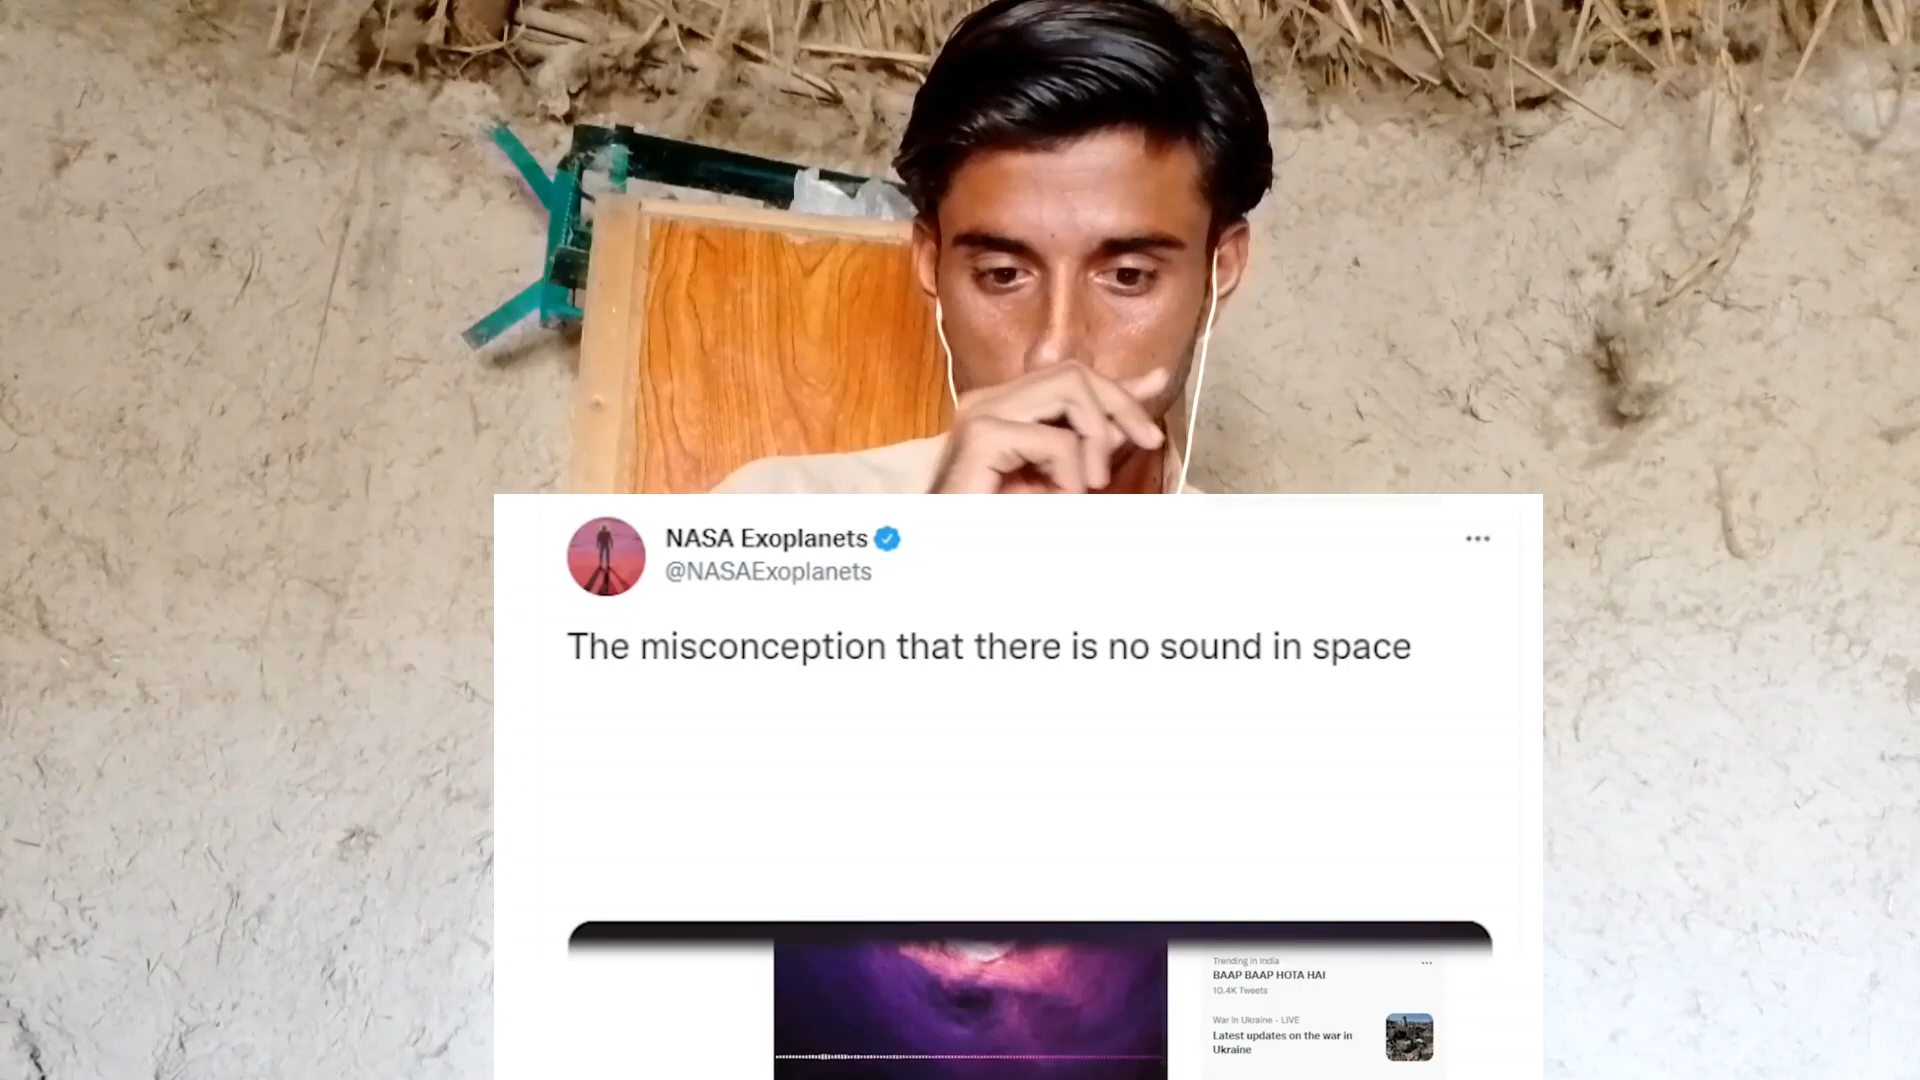 NASA Exoplanets
@NASAExoplanets
The misconception that there is no sound in space
Trending in India
BAAP BAAP HOTA HAI
10.4K Tweets
War in Ukraine - LIVE
Latest updates on the war in
Ukraine